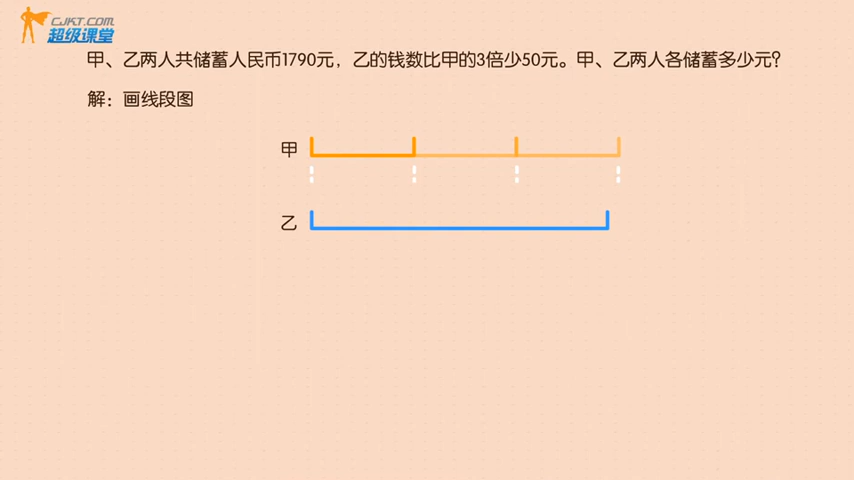 CJKT.COM
超级课堂
甲、乙两人共储蓄人民币1790元，乙的钱数比甲的3倍少50元。甲、乙两人各储蓄多少元？
解：画线段图
甲
乙